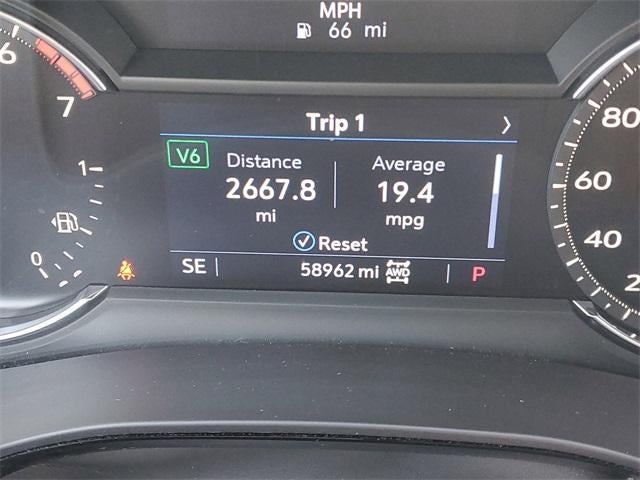 MPH
66 mi
6
7
1
0
Trip 1
V6
Distance
2667.8
mi
Average
19.4
mpg
Reset
SE
58962 mi
AWD
P
80
60
40
2